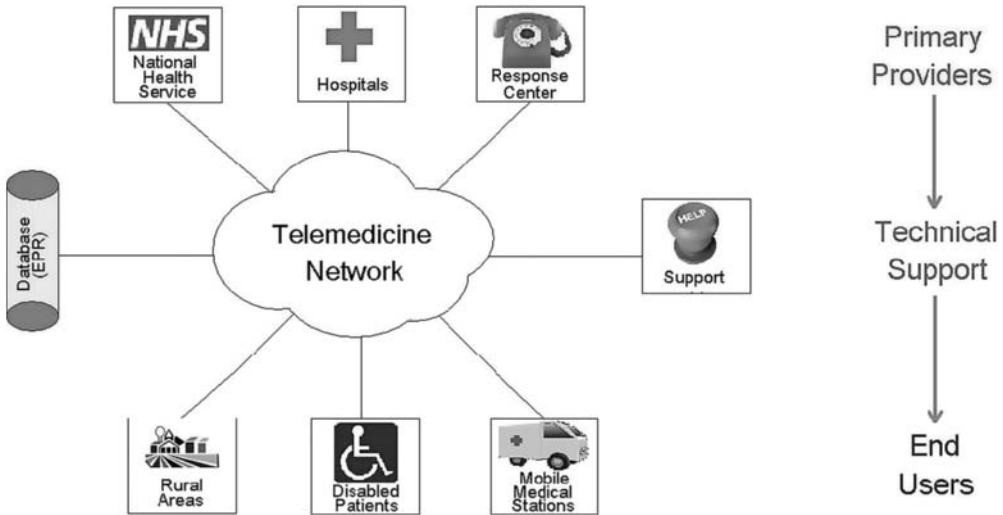 NHS
National
Health
Service
Hospitals
Response
Center
Primary
Providers
Database
(EPR)
Telemedicine
Network
HELP
Support
Technical
Support
Rural
Areas
Disabled
Patients
Mobile
Medical
Stations
End
Users